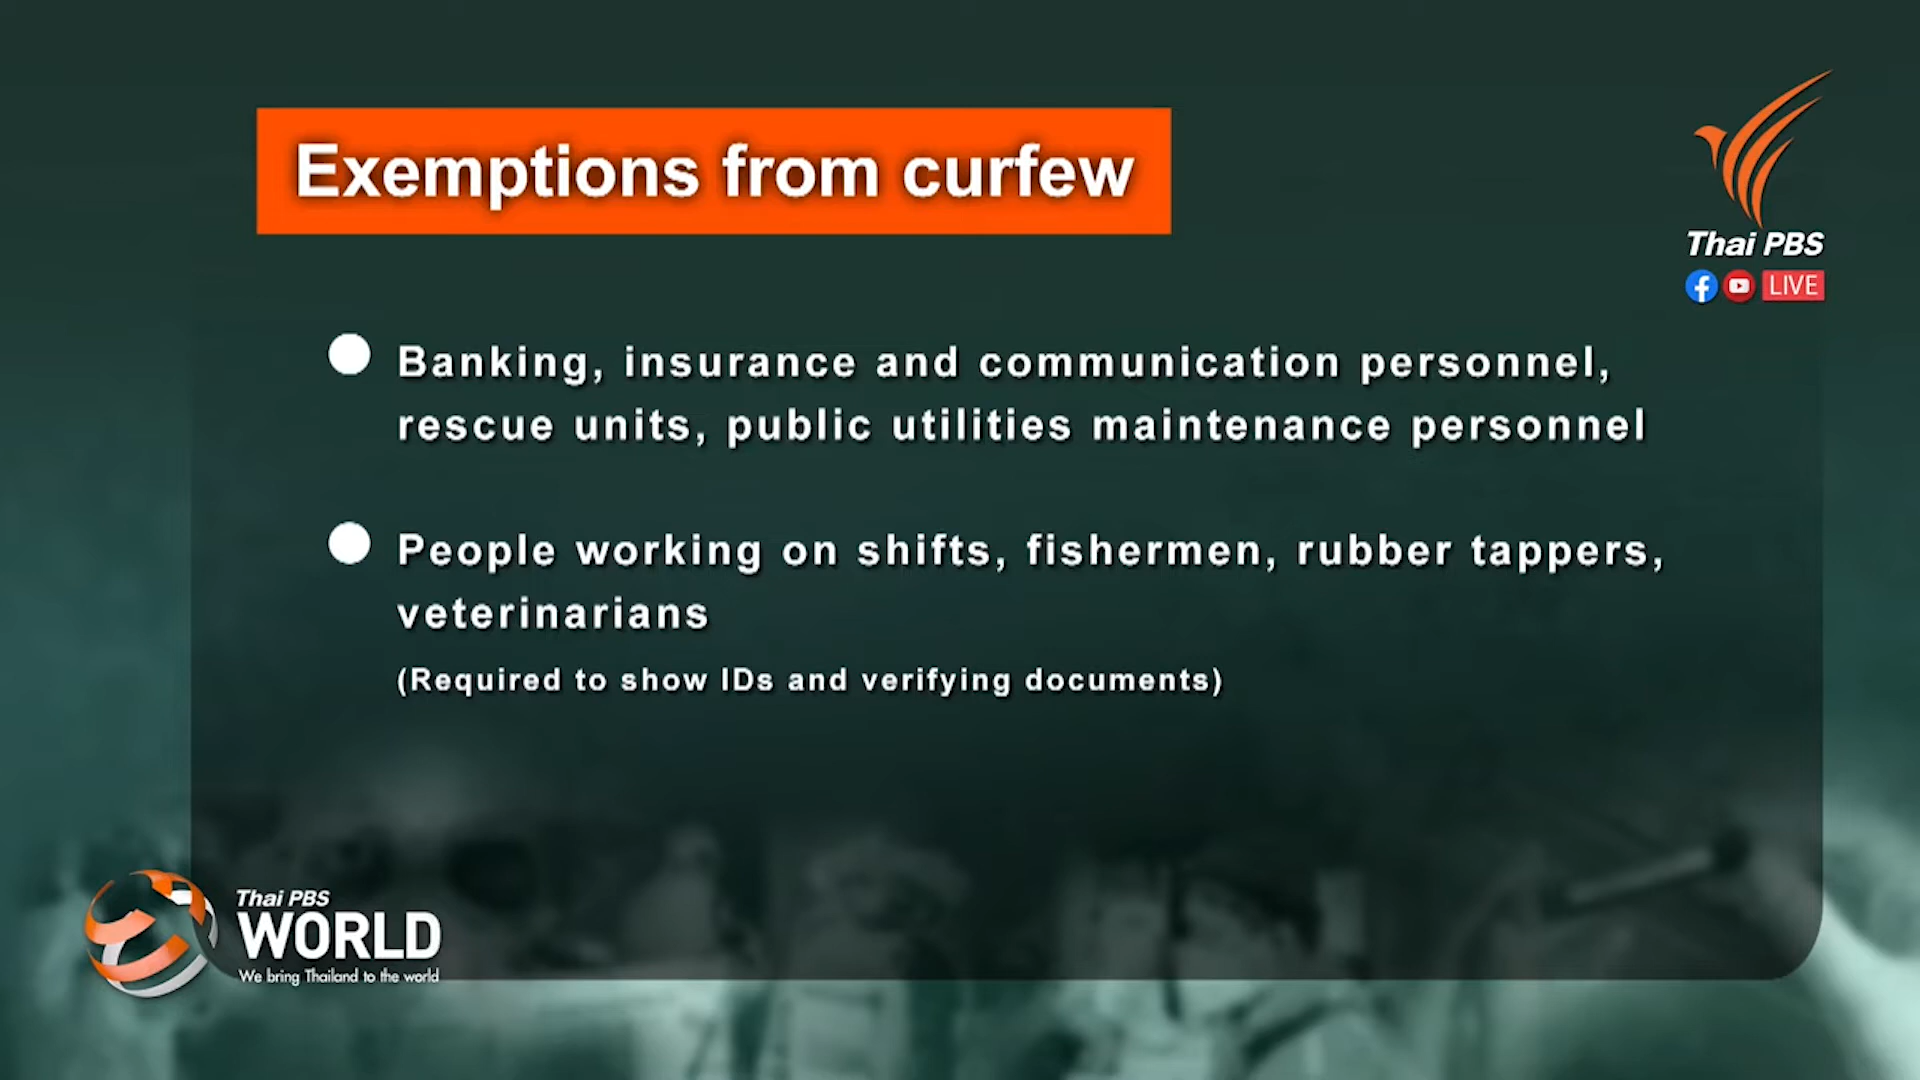 Exemptions from curfew
Thai PBS
LIVE
Banking, insurance and communication personnel,
rescue units, public utilities maintenance personnel
People working on shifts, fishermen, rubber tappers,
veterinarians
(Required to show IDs and verifying documents)
Thai PBS
WORLD
We bring Thailand to the world